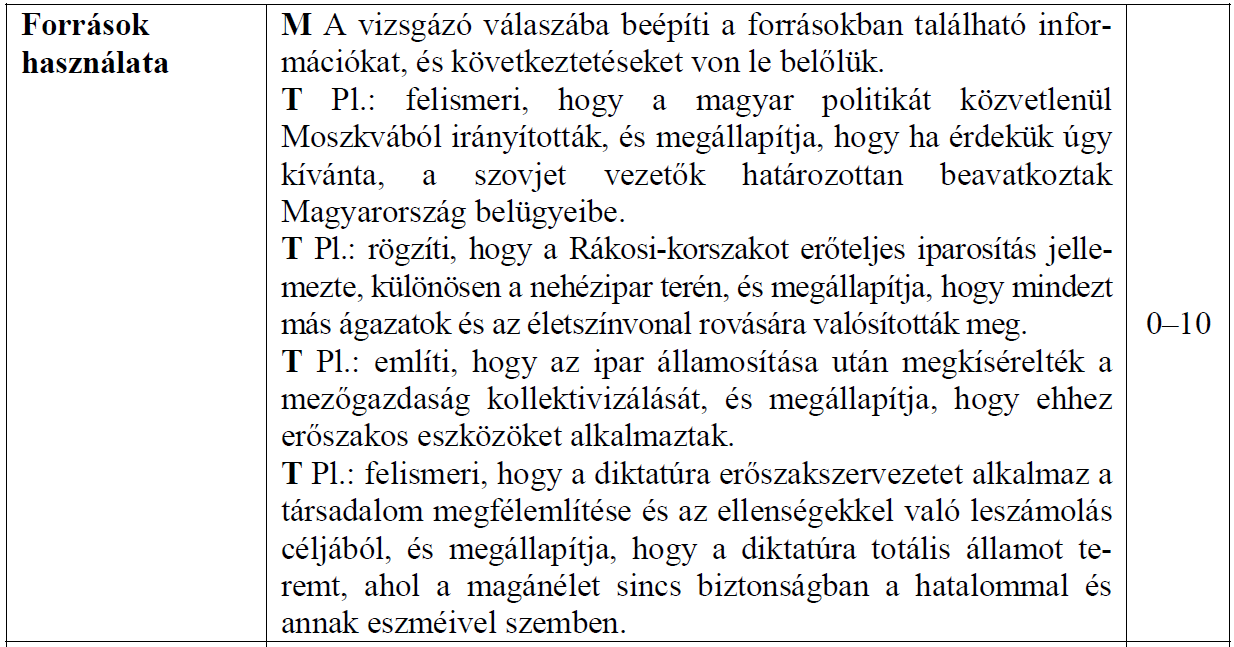 Források
használata
M A vizsgázó válaszába beépíti a forrásokban található infor-
mációkat, és következtetéseket von le belőlük.
T Pl.: felismeri, hogy a magyar politikát közvetlenül
Moszkvából irányították, és megállapítja, hogy ha érdekük úgy
kívánta, a szovjet vezetők határozottan beavatkoztak
Magyarország belügyeibe.
T Pl.: rögzíti, hogy a Rákosi-korszakot erőteljes iparosítás jelle-
mezte, különösen a nehézipar terén, és megállapítja, hogy mindezt
más ágazatok és az életszínvonal rovására valósították meg.
T Pl.: említi, hogy az ipar államosítása után megkísérelték a
mezőgazdaság kollektivizálását, és megállapítja, hogy ehhez
erőszakos eszközöket alkalmaztak.
T Pl.: felismeri, hogy a diktatúra erőszakszervezetet alkalmaz a
társadalom megfélemlítése és az ellenségekkel való leszámolás
céljából, és megállapítja, hogy a diktatúra totális államot te-
remt, ahol a magánélet sincs biztonságban a hatalommal és
annak eszméivel szemben.
0–10